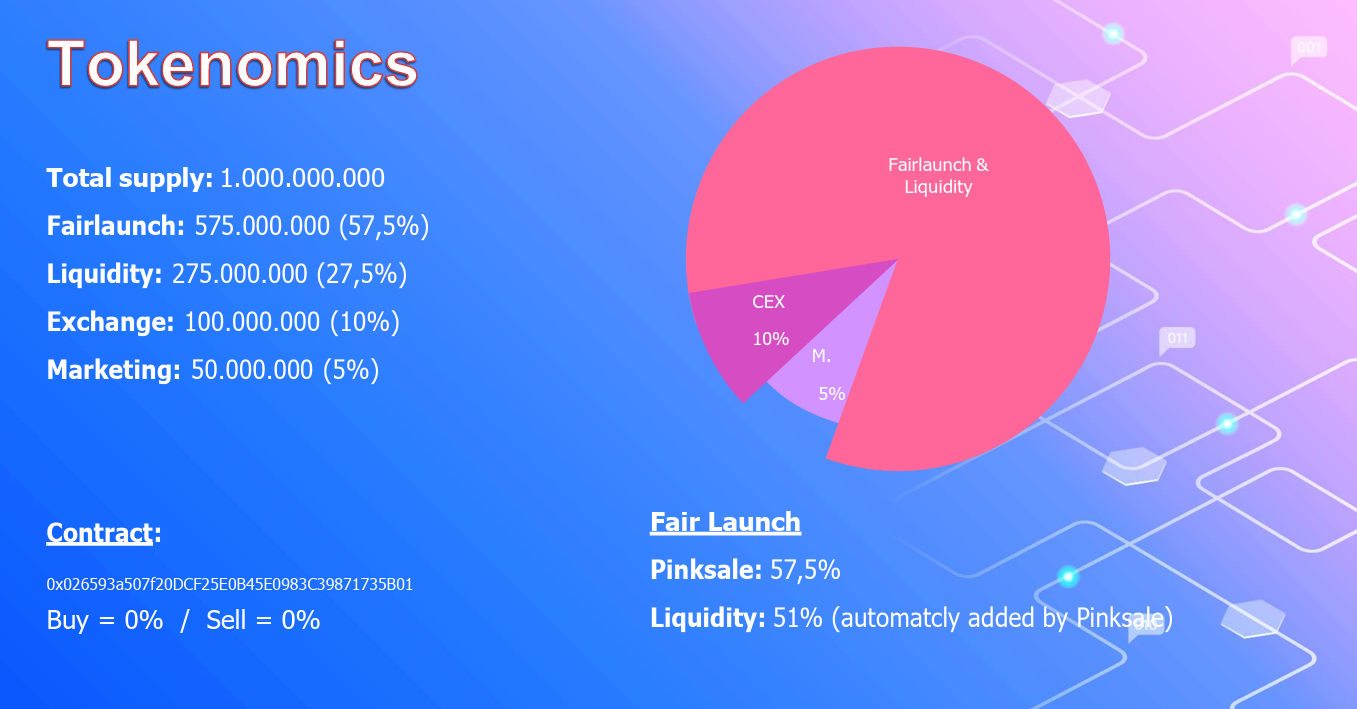 Tokenomics
Total supply: 1.000.000.000
Fairlaunch: 575.000.000 (57,5%)
Liquidity: 275.000.000 (27,5%)
Exchange: 100.000.000 (10%)
Marketing: 50.000.000 (5%)
Fairlaunch &
Liquidity
CEX
10%
M.
5%
001
011
Contract:
0x026593a507f20DCF25E0B45E0983C39871735B01
Buy = 0% / Sell = 0%
Fair Launch
Pinksale: 57,5%
Liquidity: 51% (automatcly added by Pinksale)